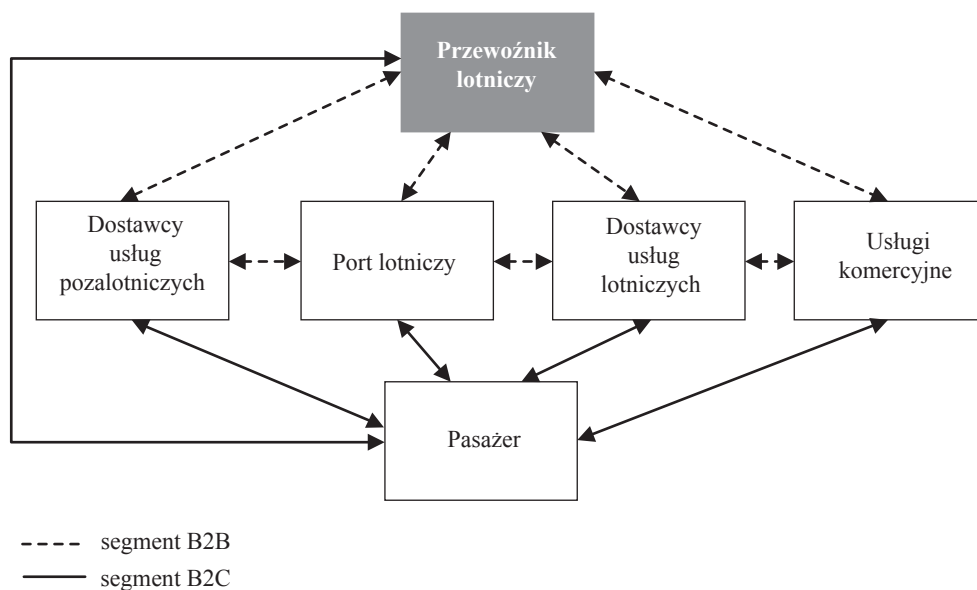 Przewoźnik
lotniczy
Dostawcy
usług
pozalotniczych
Port lotniczy
Dostawcy
usług
lotniczych
Usługi
komercyjne
Pasażer
segment B2B
segment B2C